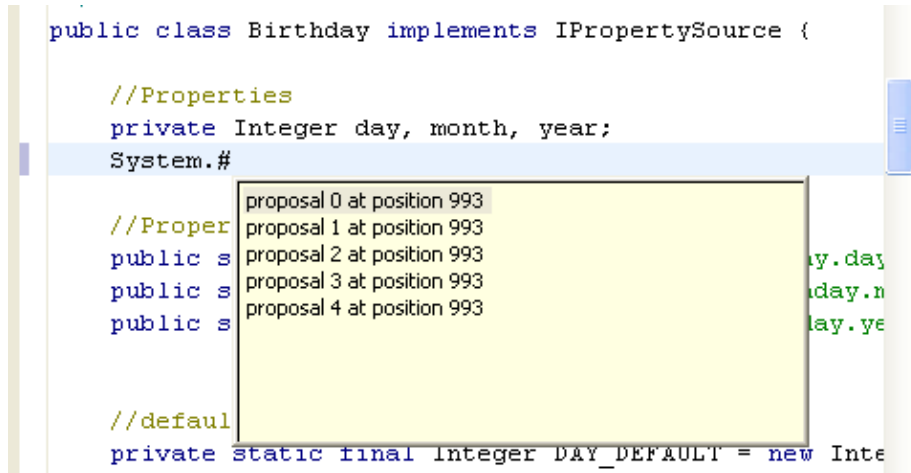 public class Birthday implements IPropertySource {
//Properties
private Integer day, month, year;
System.#
proposal 0 at position 993
proposal 1 at position 993
proposal 2 at position 993
proposal 3 at position 993
proposal 4 at position 993
//Proper
public s y.day
public s day.m
public s ay.ye
//defaul
private static final Integer DAY_DEFAULT = new Inte